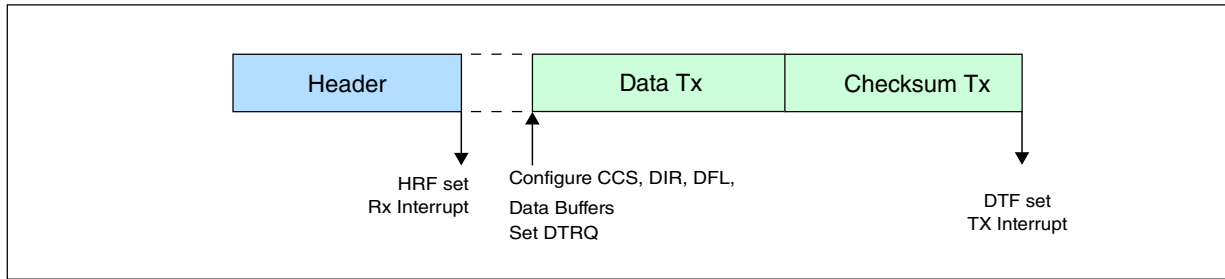 Header
Data Tx
Checksum Tx
HRF set
Rx Interrupt
Configure CCS, DIR, DFL,
Data Buffers
Set DTRQ
DTF set
TX Interrupt